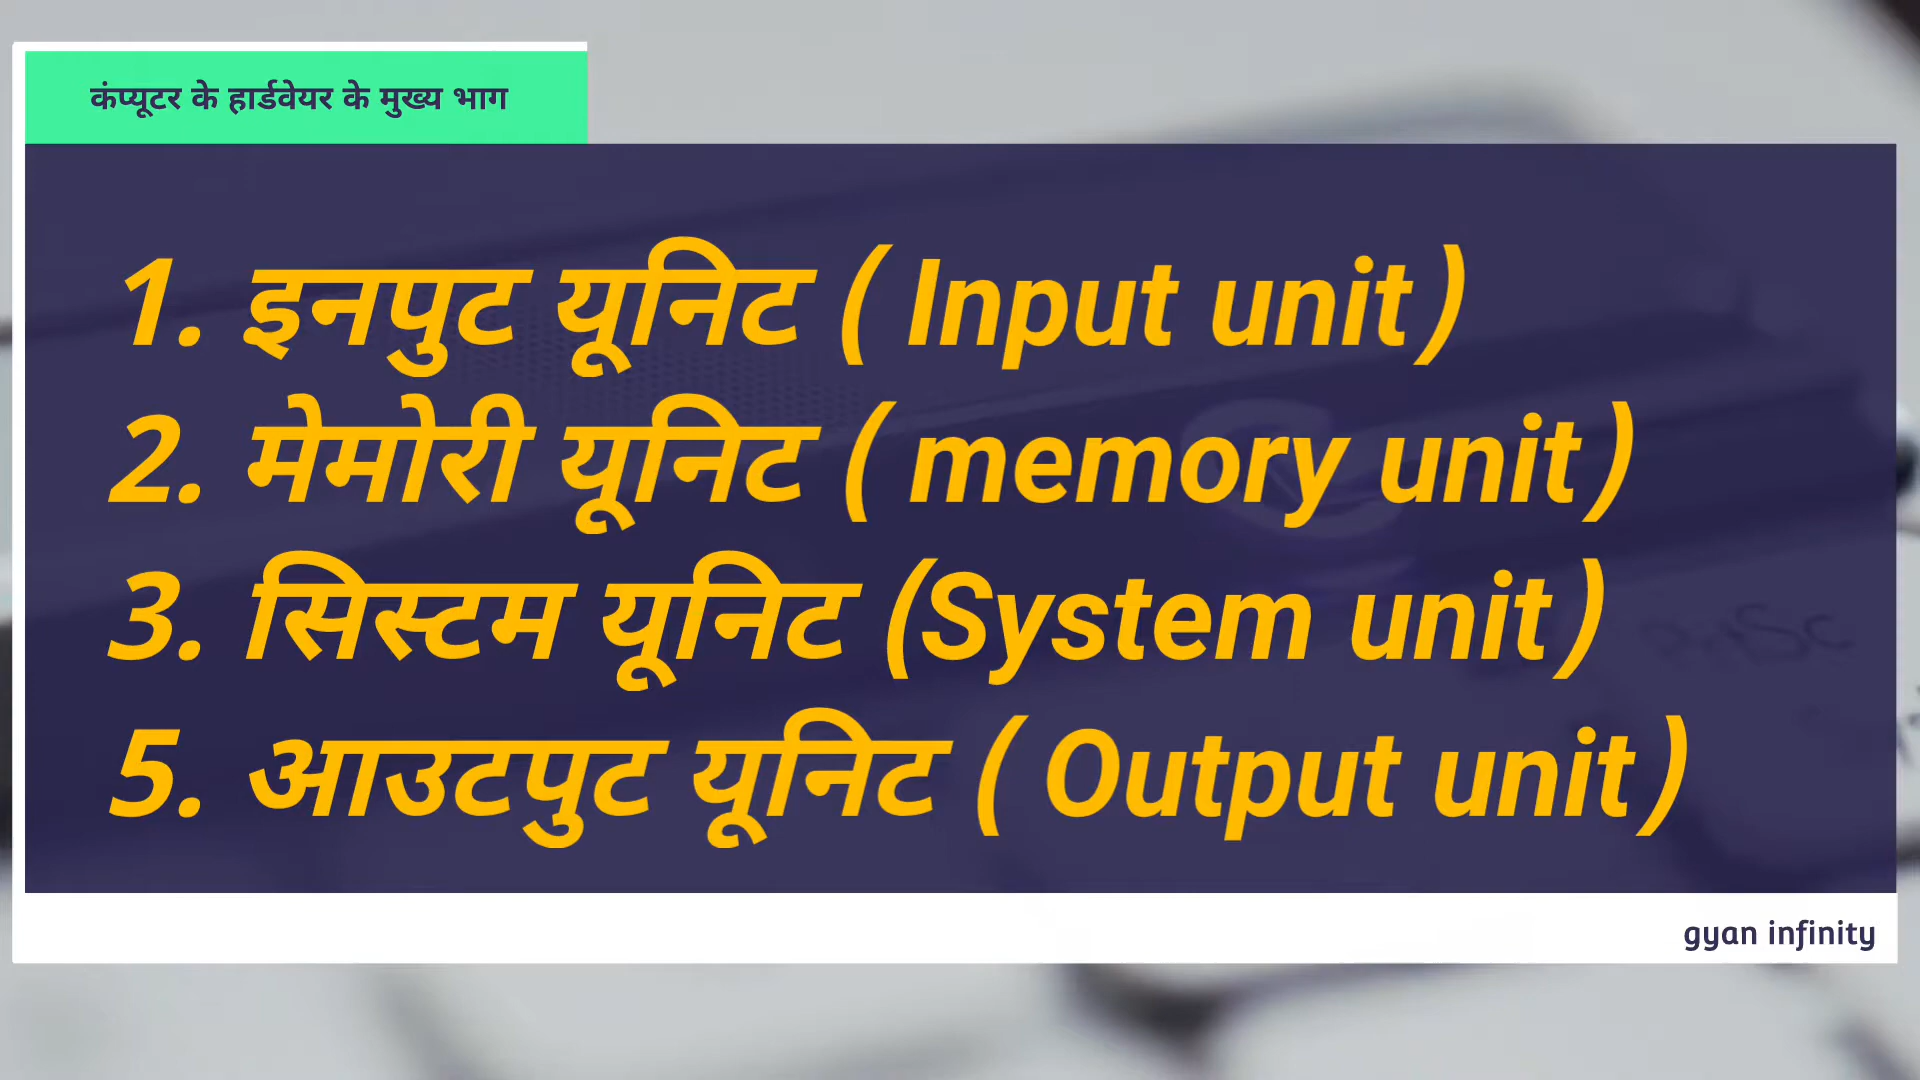 कंप्यूटर के हार्डवेयर के मुख्य भाग
1. इनपुट यूनिट ( Input unit)
2. मेमोरी यूनिट ( memory unit)
3. सिस्टम यूनिट (System unit)
5. आउटपुट यूनिट ( Output unit)
gyan infinity